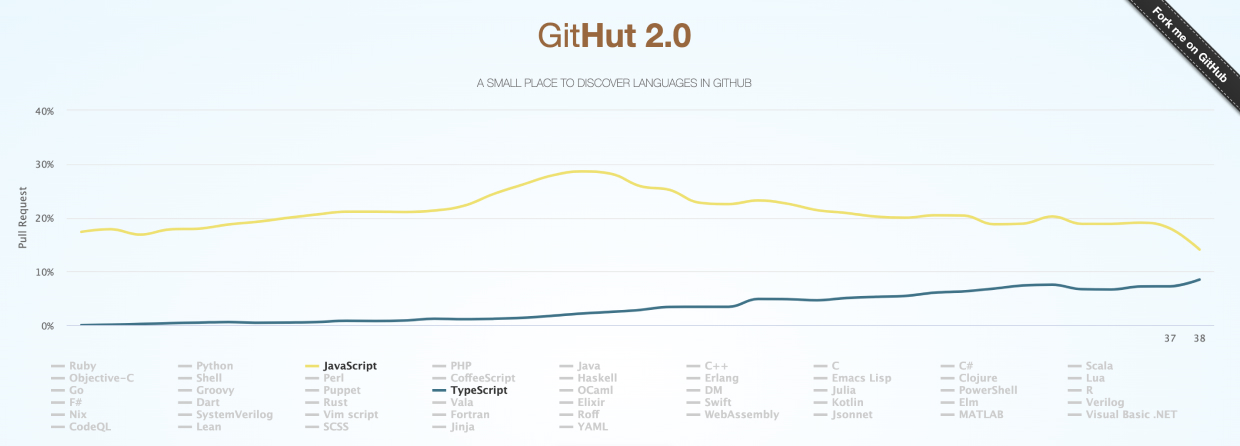 GitHut 2.0
Fork me on GitHub
A SMALL PLACE TO DISCOVER LANGUAGES IN GITHUB
40%
30%
20%
10%
0%
Pull Request
37 38
Ruby Python JavaScript PHP Java C++ C C# Scala
Objective-C Shell Perl CoffeeScript Haskell Erlang Emacs Lisp Clojure Lua
Go Groovy Puppet TypeScript OCaml DM Julia PowerShell R
F# Dart Rust Vala Elixir Swift Kotlin Elm Verilog
Nix SystemVerilog Vim script Fortran Roff WebAssembly Jsonnet MATLAB Visual Basic .NET
CodeQL Lean SCSS Jinja YAML